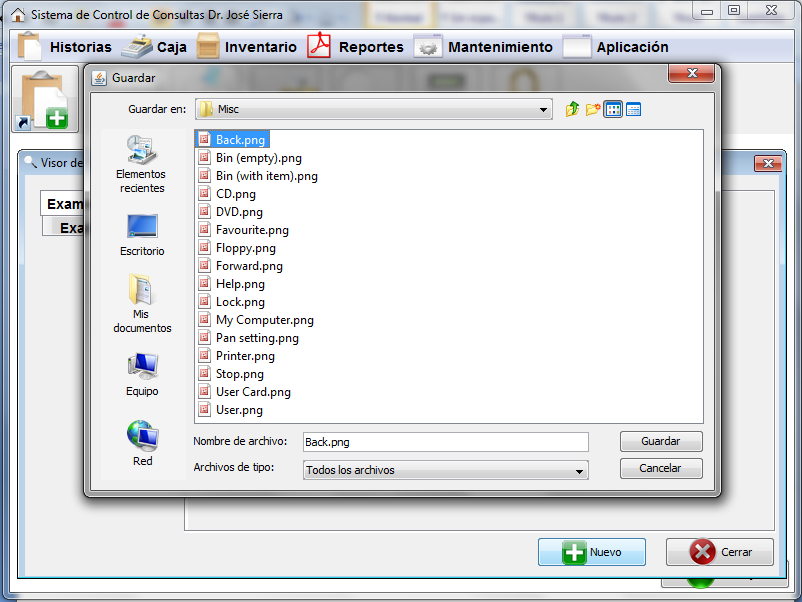 Sistema de Control de Consultas Dr. José Sierra
Historias Caja Inventario Reportes Mantenimiento Aplicación
Guardar
Guardar en: Misc
Visor de
Exam
Exa
Elementos
recientes
Escritorio
Mis
documentos
Equipo
Red
Back.png
Bin (empty).png
Bin (with item).png
CD.png
DVD.png
Favourite.png
Floppy.png
Forward.png
Help.png
Lock.png
My Computer.png
Pan setting.png
Printer.png
Stop.png
User Card.png
User.png
Nombre de archivo: Back.png Guardar
Archivos de tipo: Todos los archivos Cancelar
Nuevo Cerrar